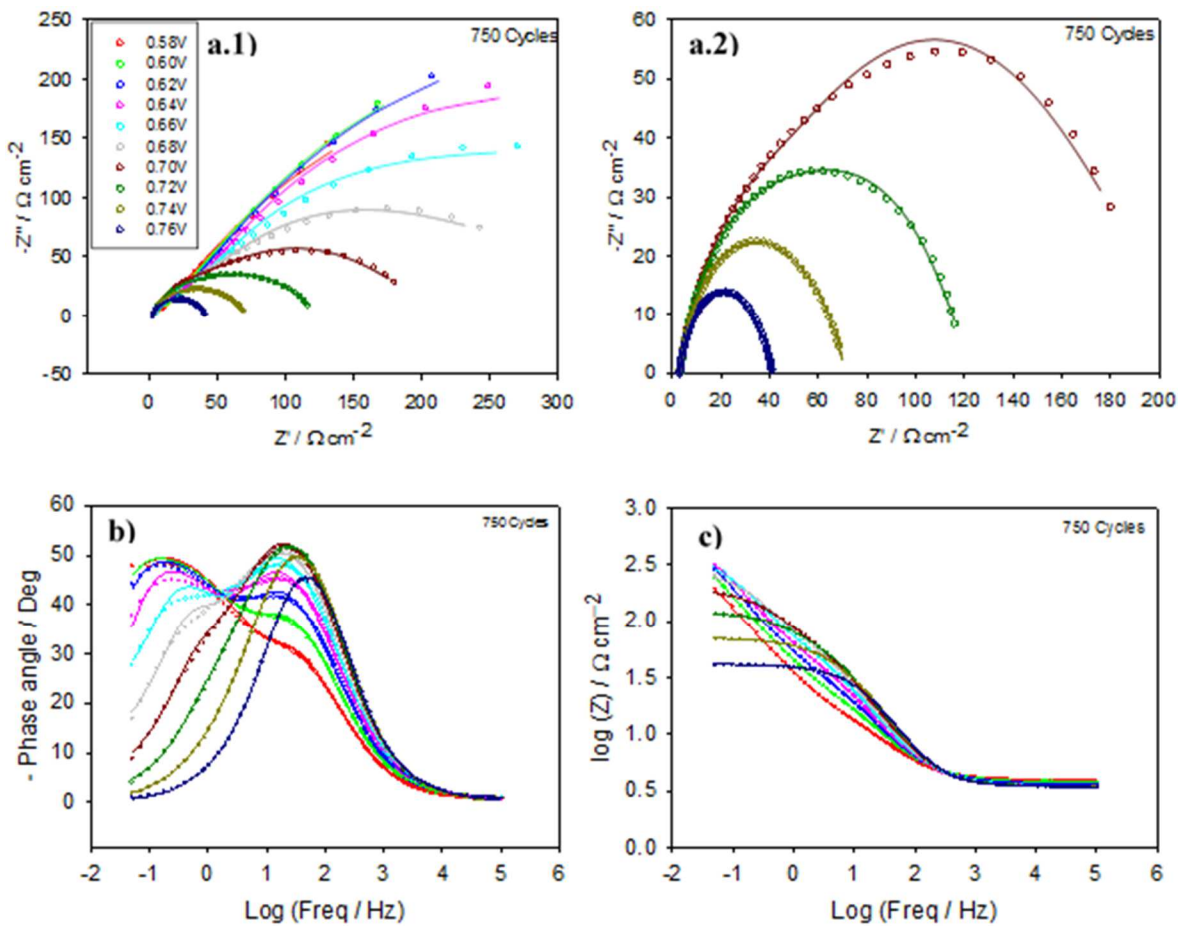 a.1)
750 Cycles
250
200
150
100
50
0
-50
-Z'' / Ω cm-2
0.58V
0.60V
0.62V
0.64V
0.66V
0.68V
0.70V
0.72V
0.74V
0.76V
0 50 100 150 200 250 300
Z' / Ω cm-2
a.2)
750 Cycles
60
50
40
30
20
10
0
-Z'' / Ω cm-2
0 20 40 60 80 100 120 140 160 180 200
Z' / Ω cm-2
b)
750 Cycles
60
50
40
30
20
10
0
- Phase angle / Deg
-2 -1 0 1 2 3 4 5 6
Log (Freq / Hz)
c)
750 Cycles
3.0
2.5
2.0
1.5
1.0
0.5
0.0
log (Z) / Ω cm-2
-2 -1 0 1 2 3 4 5 6
Log (Freq / Hz)